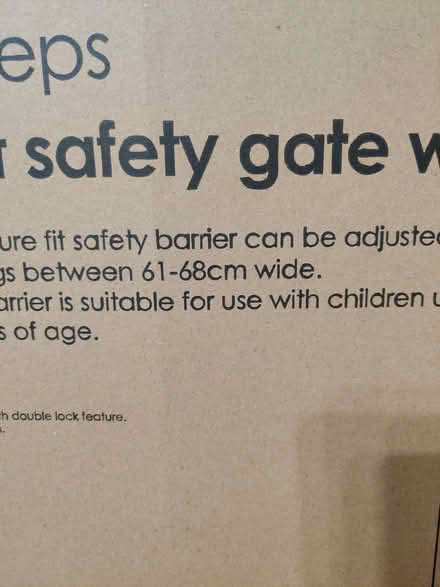 eps
t safety gate w
ure fit safety barrier can be adjusted
gs between 61-68cm wide.
arrier is suitable for use with children u
s of age.
h double lock feature.